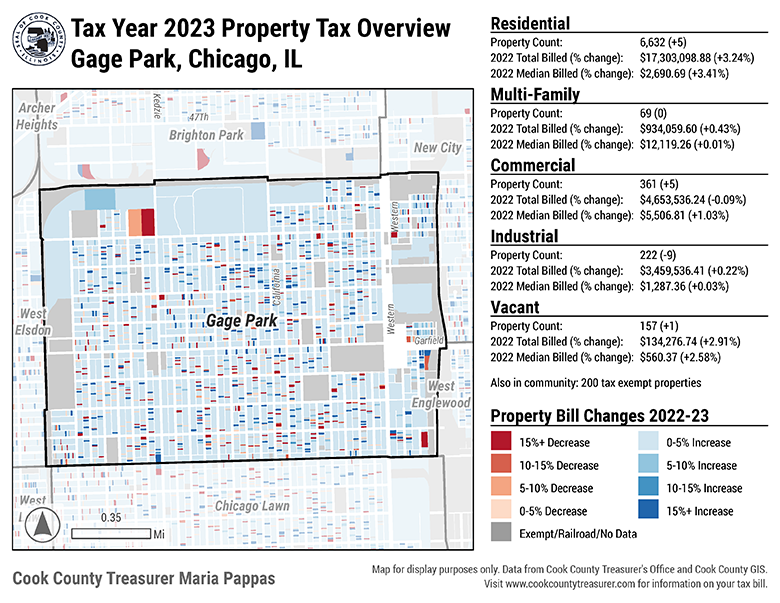 Tax Year 2023 Property Tax Overview
Gage Park, Chicago, IL
Archer
Heights
Kedzie
47Th
Brighton Park
New City
Western
California
West
Elsdon
Gage Park
Western
Garfield
West
Englewood
Chicago Lawn
West
0.35
Mi
Cook County Treasurer Maria Pappas
Residential
Property Count: 6,632 (+5)
2022 Total Billed (% change): $17,303,098.88 (+3.24%)
2022 Median Billed (% change): $2,690.69 (+3.41%)
Multi-Family
Property Count: 69 (0)
2022 Total Billed (% change): $934,059.60 (+0.43%)
2022 Median Billed (% change): $12,119.26 (+0.01%)
Commercial
Property Count: 361 (+5)
2022 Total Billed (% change): $4,653,536.24 (-0.09%)
2022 Median Billed (% change): $5,506.81 (+1.03%)
Industrial
Property Count: 222 (-9)
2022 Total Billed (% change): $3,459,536.41 (+0.22%)
2022 Median Billed (% change): $1,287.36 (+0.03%)
Vacant
Property Count: 157 (+1)
2022 Total Billed (% change): $134,276.74 (+2.91%)
2022 Median Billed (% change): $560.37 (+2.58%)
Also in community: 200 tax exempt properties
Property Bill Changes 2022-23
15%+ Decrease
0-5% Increase
10-15% Decrease
5-10% Increase
5-10% Decrease
10-15% Increase
0-5% Decrease
15%+ Increase
Exempt/Railroad/No Data
Map for display purposes only. Data from Cook County Treasurer's Office and Cook County GIS.
Visit www.cookcountytreasurer.com for information on your tax bill.